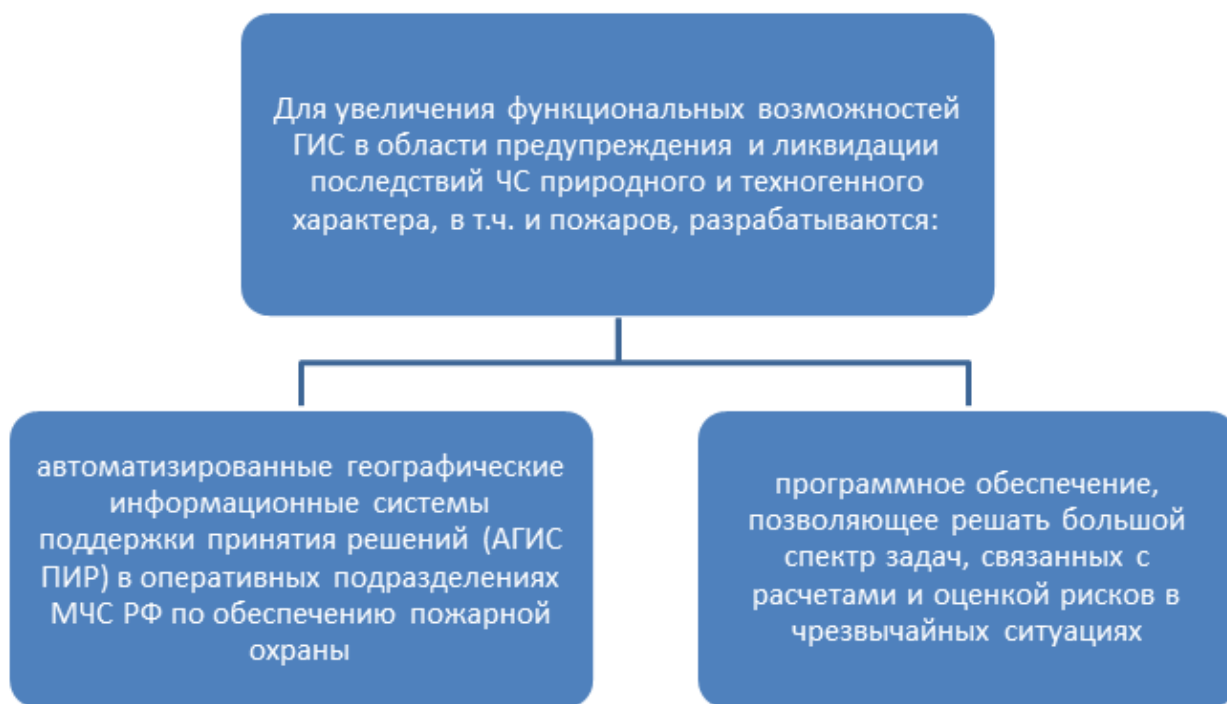 Для увеличения функциональных возможностей
ГИС в области предупреждения и ликвидации
последствий ЧС природного и техногенного
характера, в т.ч. и пожаров, разрабатываются:
автоматизированные географические
информационные системы
поддержки принятия решений (АГИС
ПИР) в оперативных подразделениях
МЧС РФ по обеспечению пожарной
охраны
программное обеспечение,
позволяющее решать большой
спектр задач, связанных с
расчетами и оценкой рисков в
чрезвычайных ситуациях